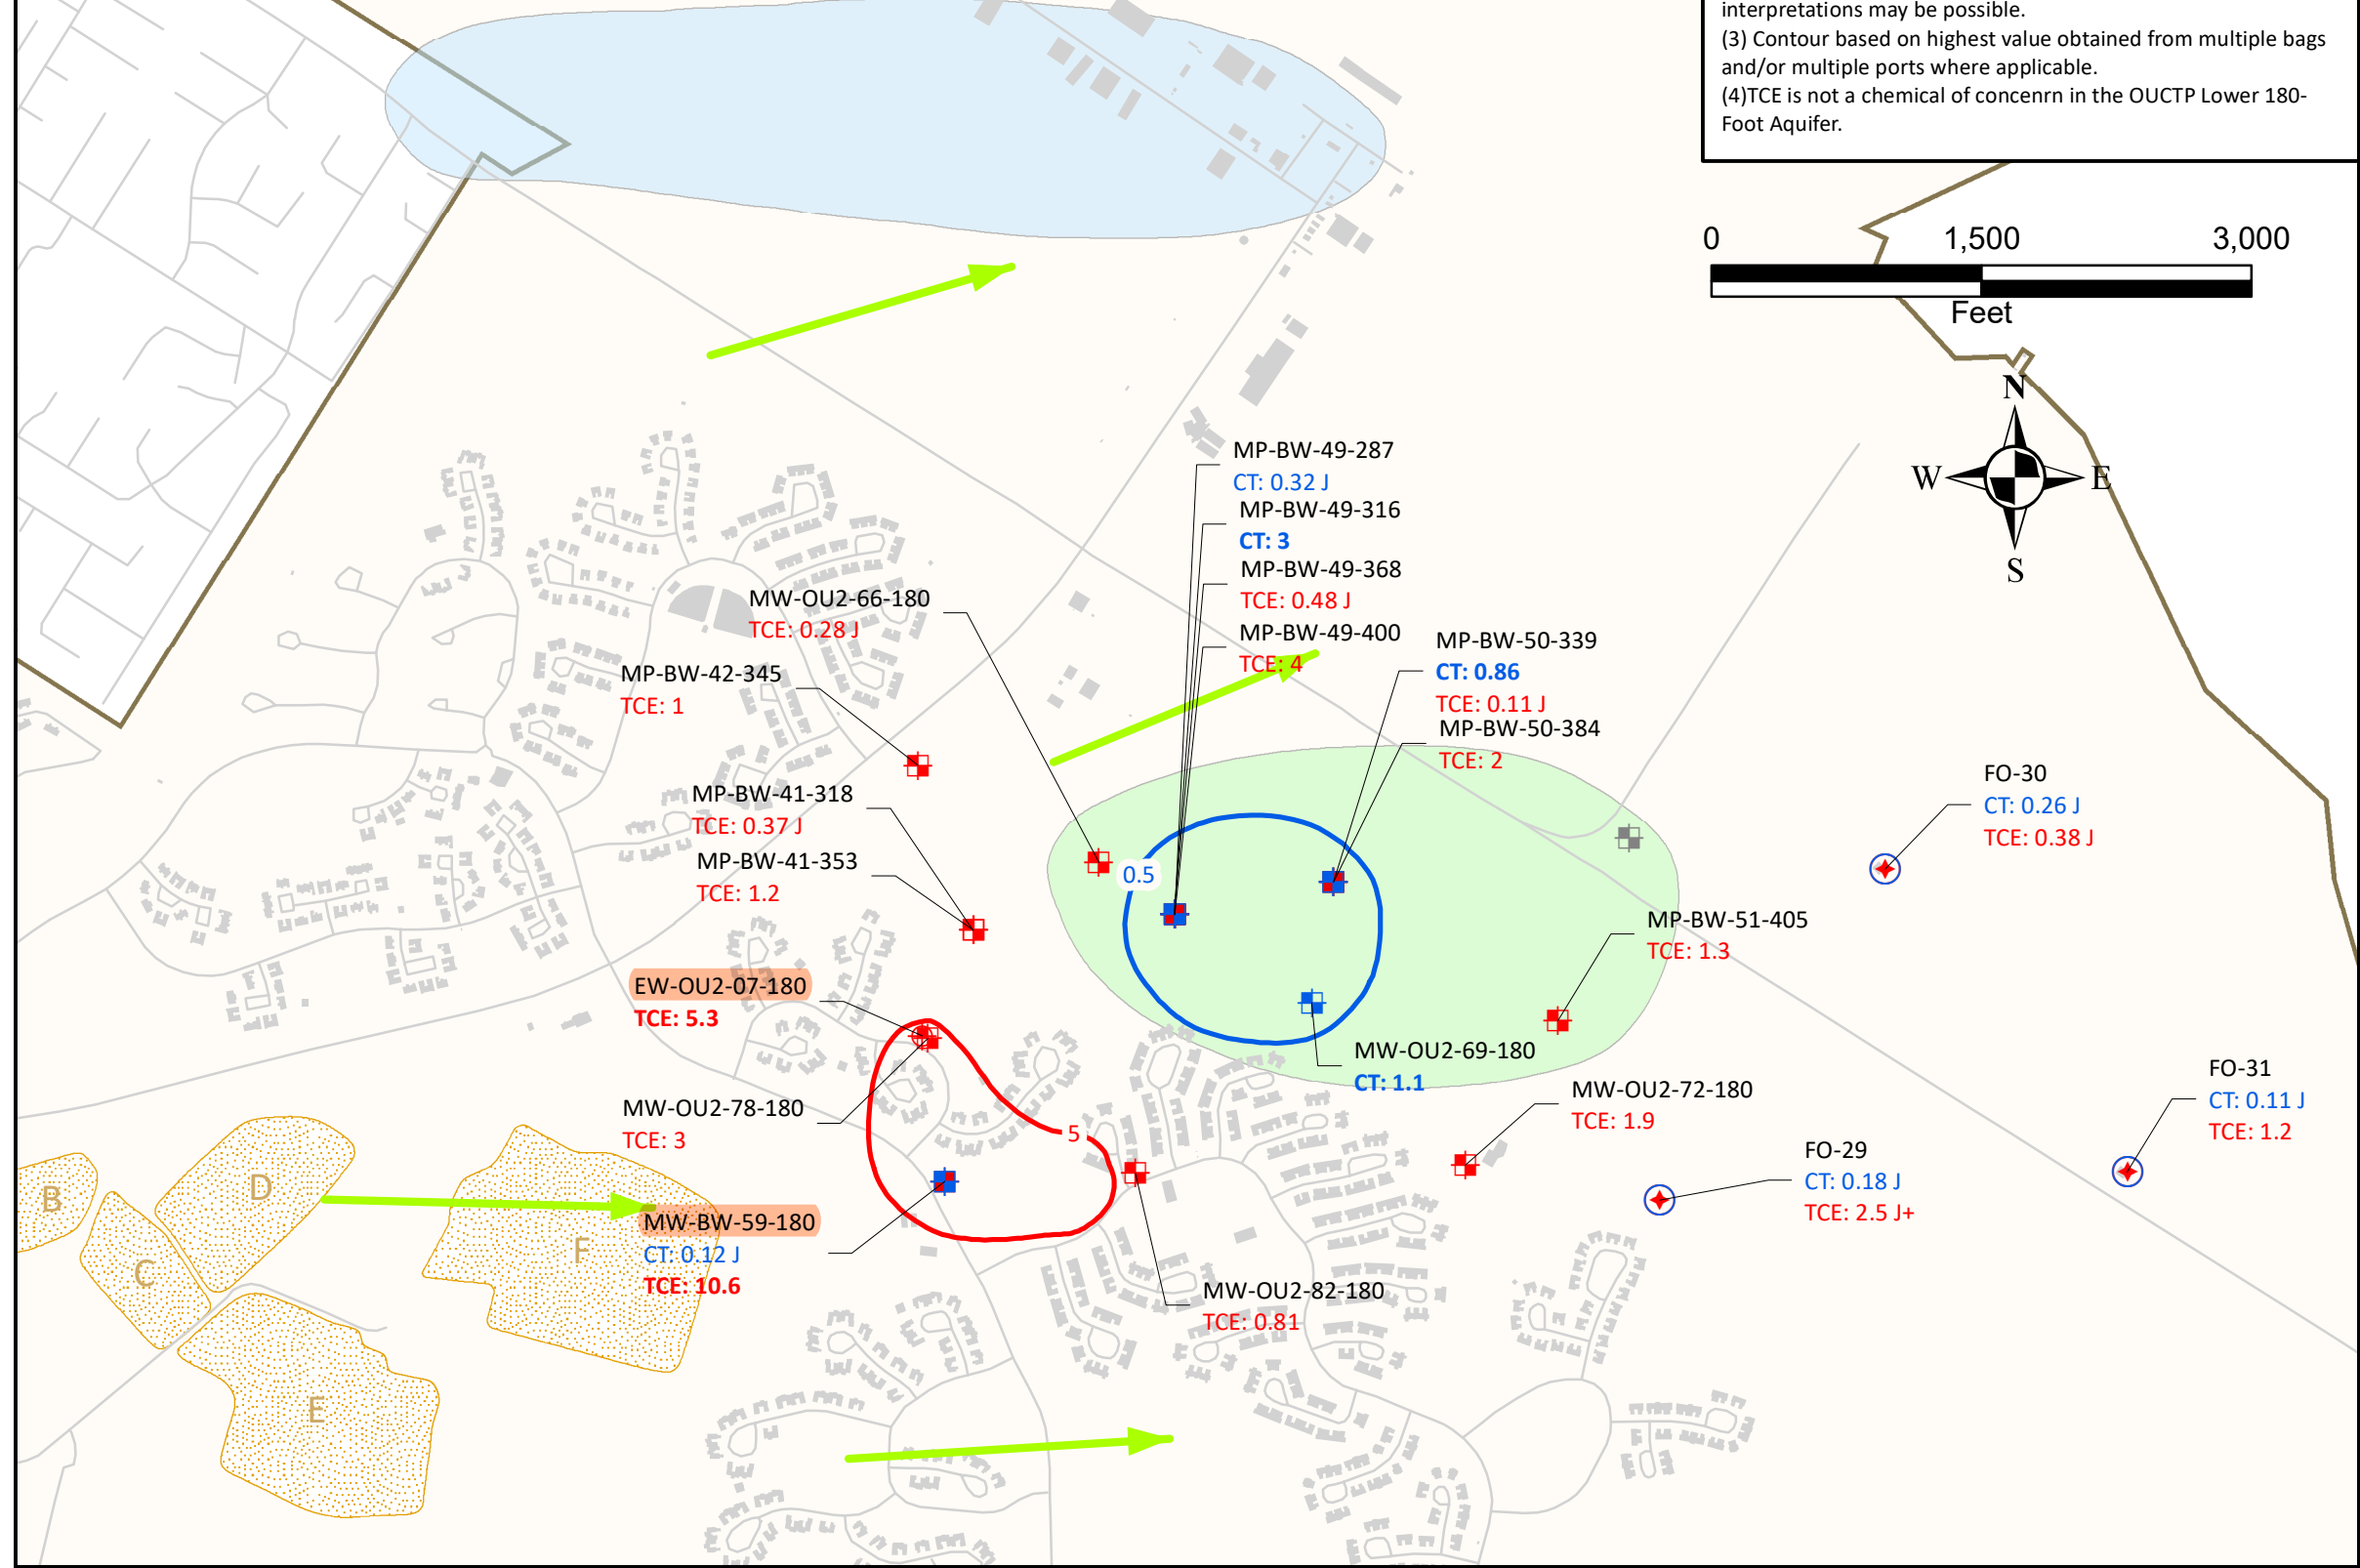 interpretations may be possible.
(3) Contour based on highest value obtained from multiple bags
and/or multiple ports where applicable.
(4)TCE is not a chemical of concenrn in the OUCTP Lower 180-
Foot Aquifer.
0 1,500 3,000
Feet
N
W E
S
MP-BW-49-287
CT: 0.32 J
MP-BW-49-316
CT: 3
MP-BW-49-368
TCE: 0.48 J
MP-BW-49-400
TCE: 4
MW-OU2-66-180
TCE: 0.28 J
MP-BW-50-339
CT: 0.86
TCE: 0.11 J
MP-BW-50-384
TCE: 2
MP-BW-42-345
TCE: 1
MP-BW-41-318
TCE: 0.37 J
MP-BW-41-353
TCE: 1.2
FO-30
CT: 0.26 J
TCE: 0.38 J
0.5
MP-BW-51-405
TCE: 1.3
EW-OU2-07-180
TCE: 5.3
MW-OU2-69-180
CT: 1.1
MW-OU2-72-180
TCE: 1.9
FO-31
CT: 0.11 J
TCE: 1.2
MW-OU2-78-180
TCE: 3
5
FO-29
CT: 0.18 J
TCE: 2.5 J+
B
D
C
F
E
MW-BW-59-180
CT: 0.12 J
TCE: 10.6
MW-OU2-82-180
TCE: 0.81